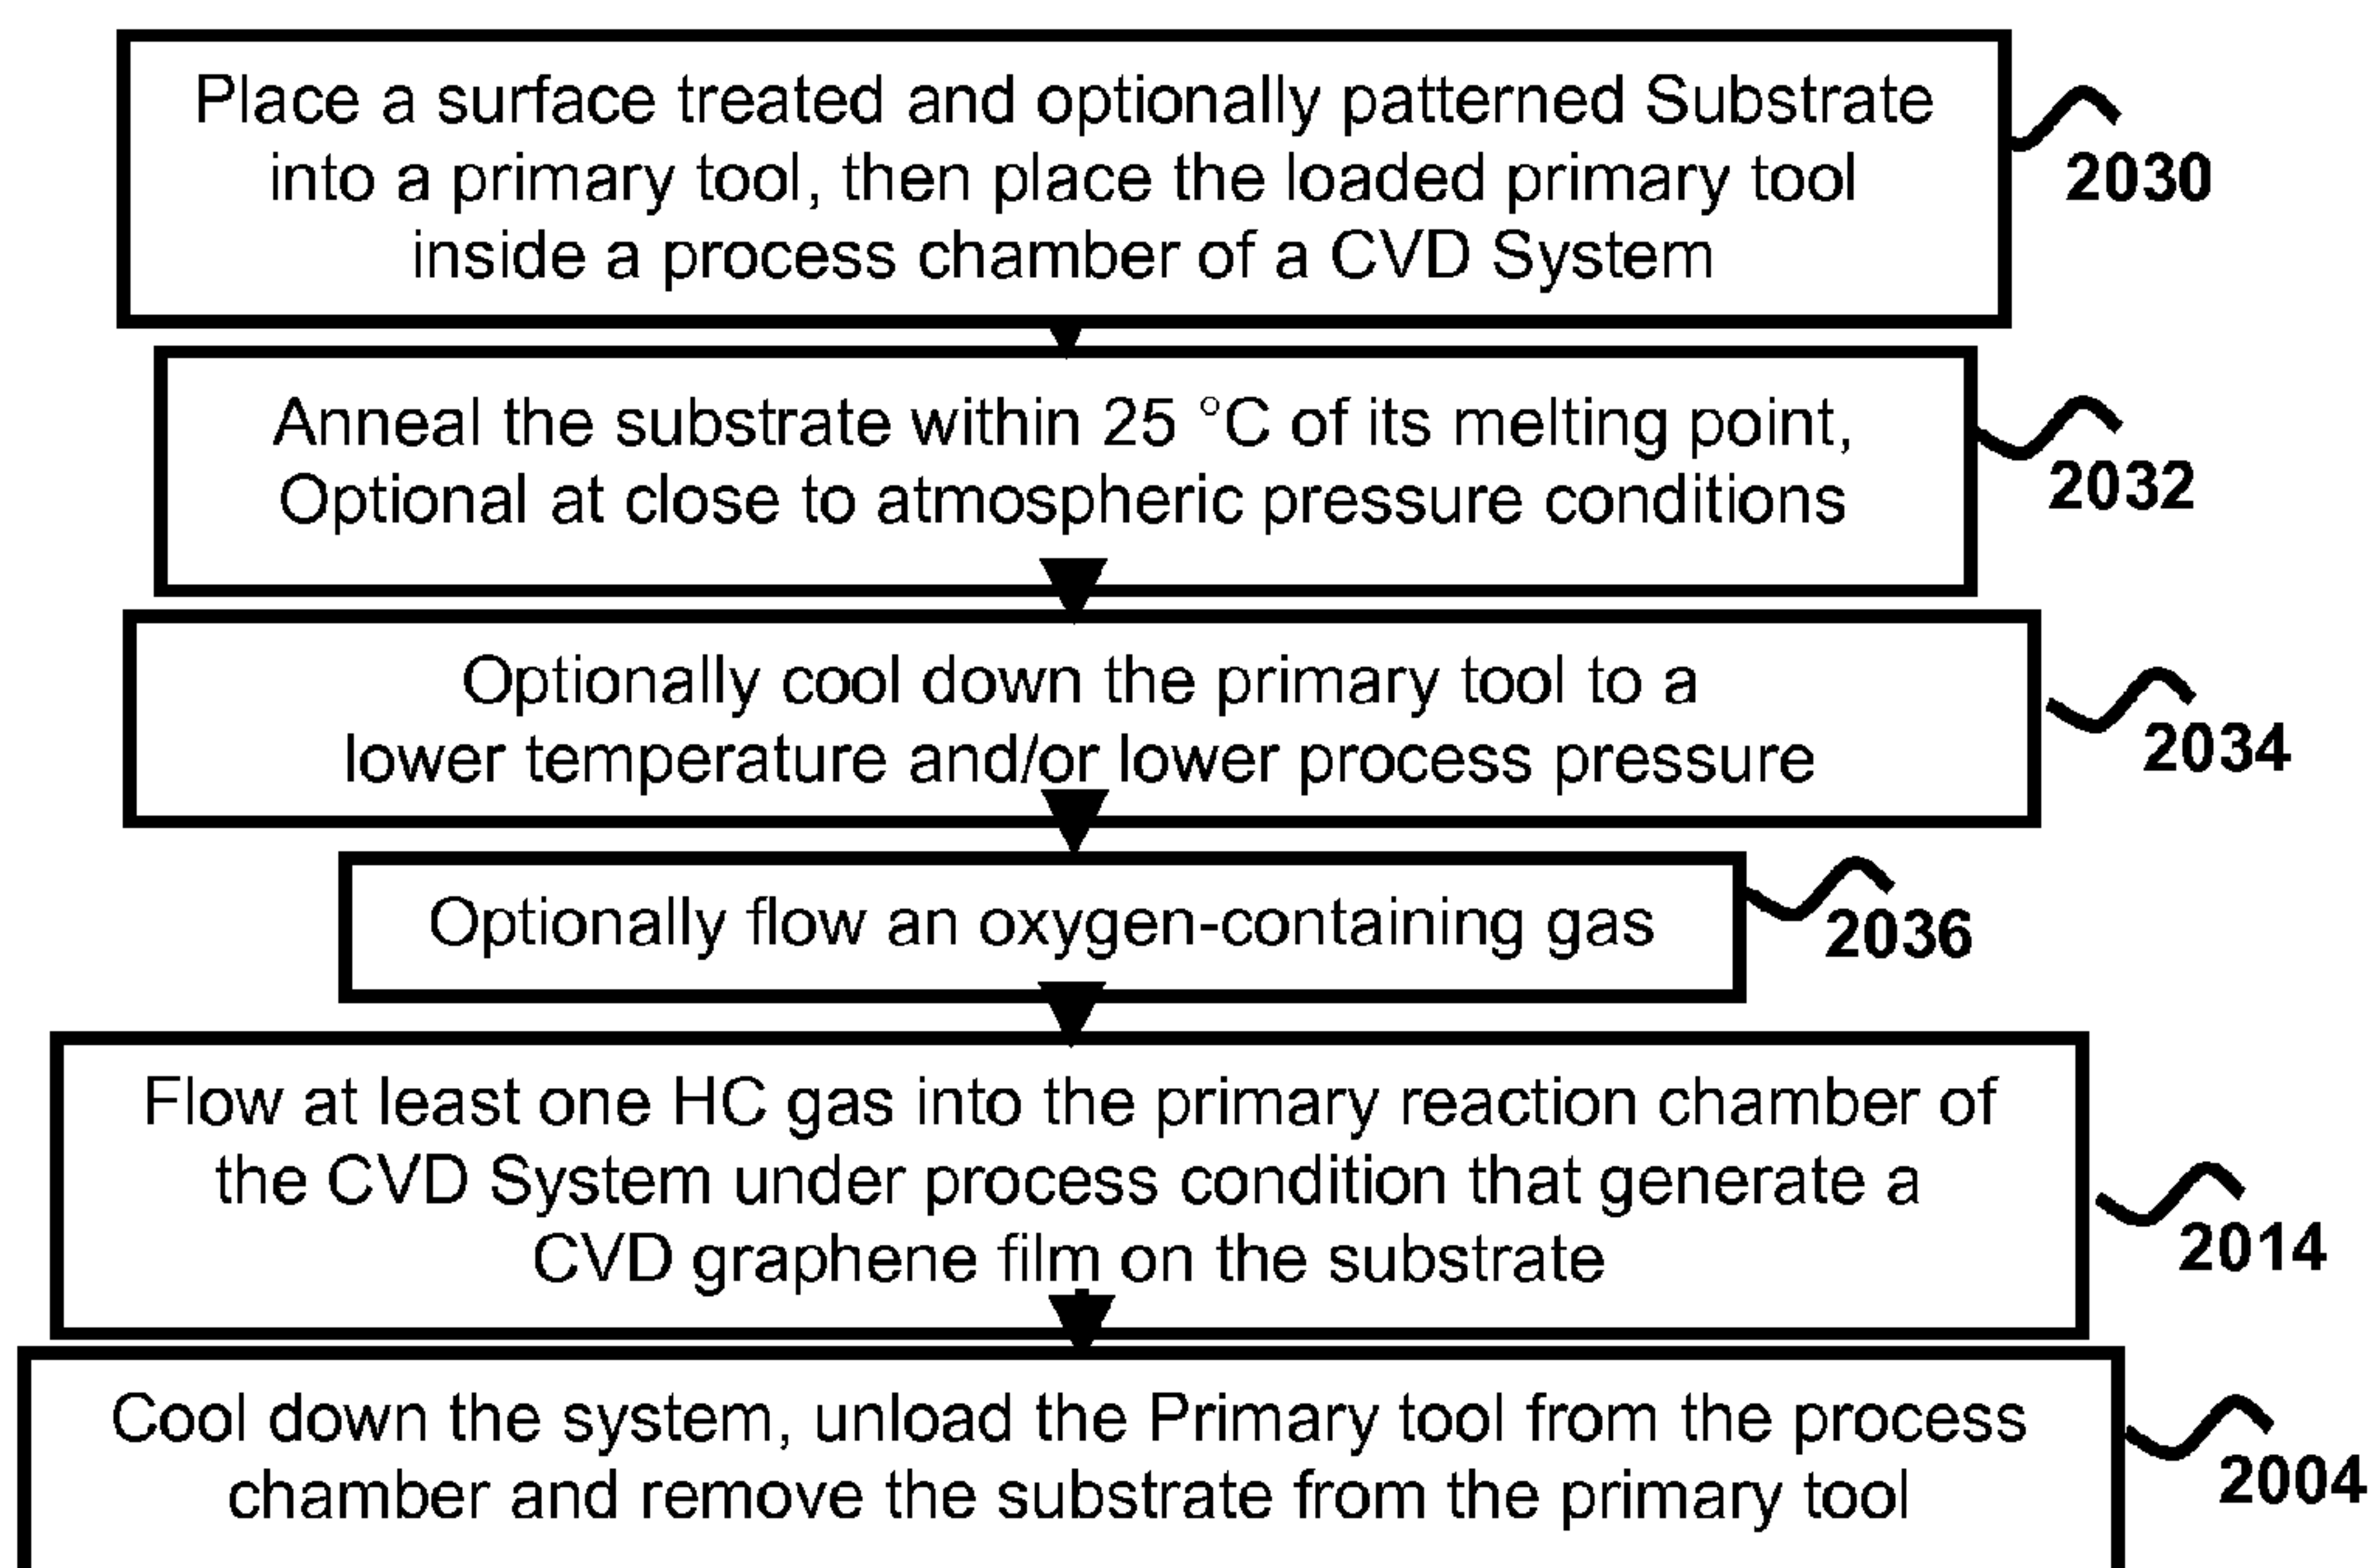 Place a surface treated and optionally patterned Substrate
into a primary tool, then place the loaded primary tool
inside a process chamber of a CVD System
2030
Anneal the substrate within 25 °C of its melting point,
Optional at close to atmospheric pressure conditions
2032
Optionally cool down the primary tool to a
lower temperature and/or lower process pressure
2034
Optionally flow an oxygen-containing gas
2036
Flow at least one HC gas into the primary reaction chamber of
the CVD System under process condition that generate a
CVD graphene film on the substrate
2014
Cool down the system, unload the Primary tool from the process
chamber and remove the substrate from the primary tool
2004